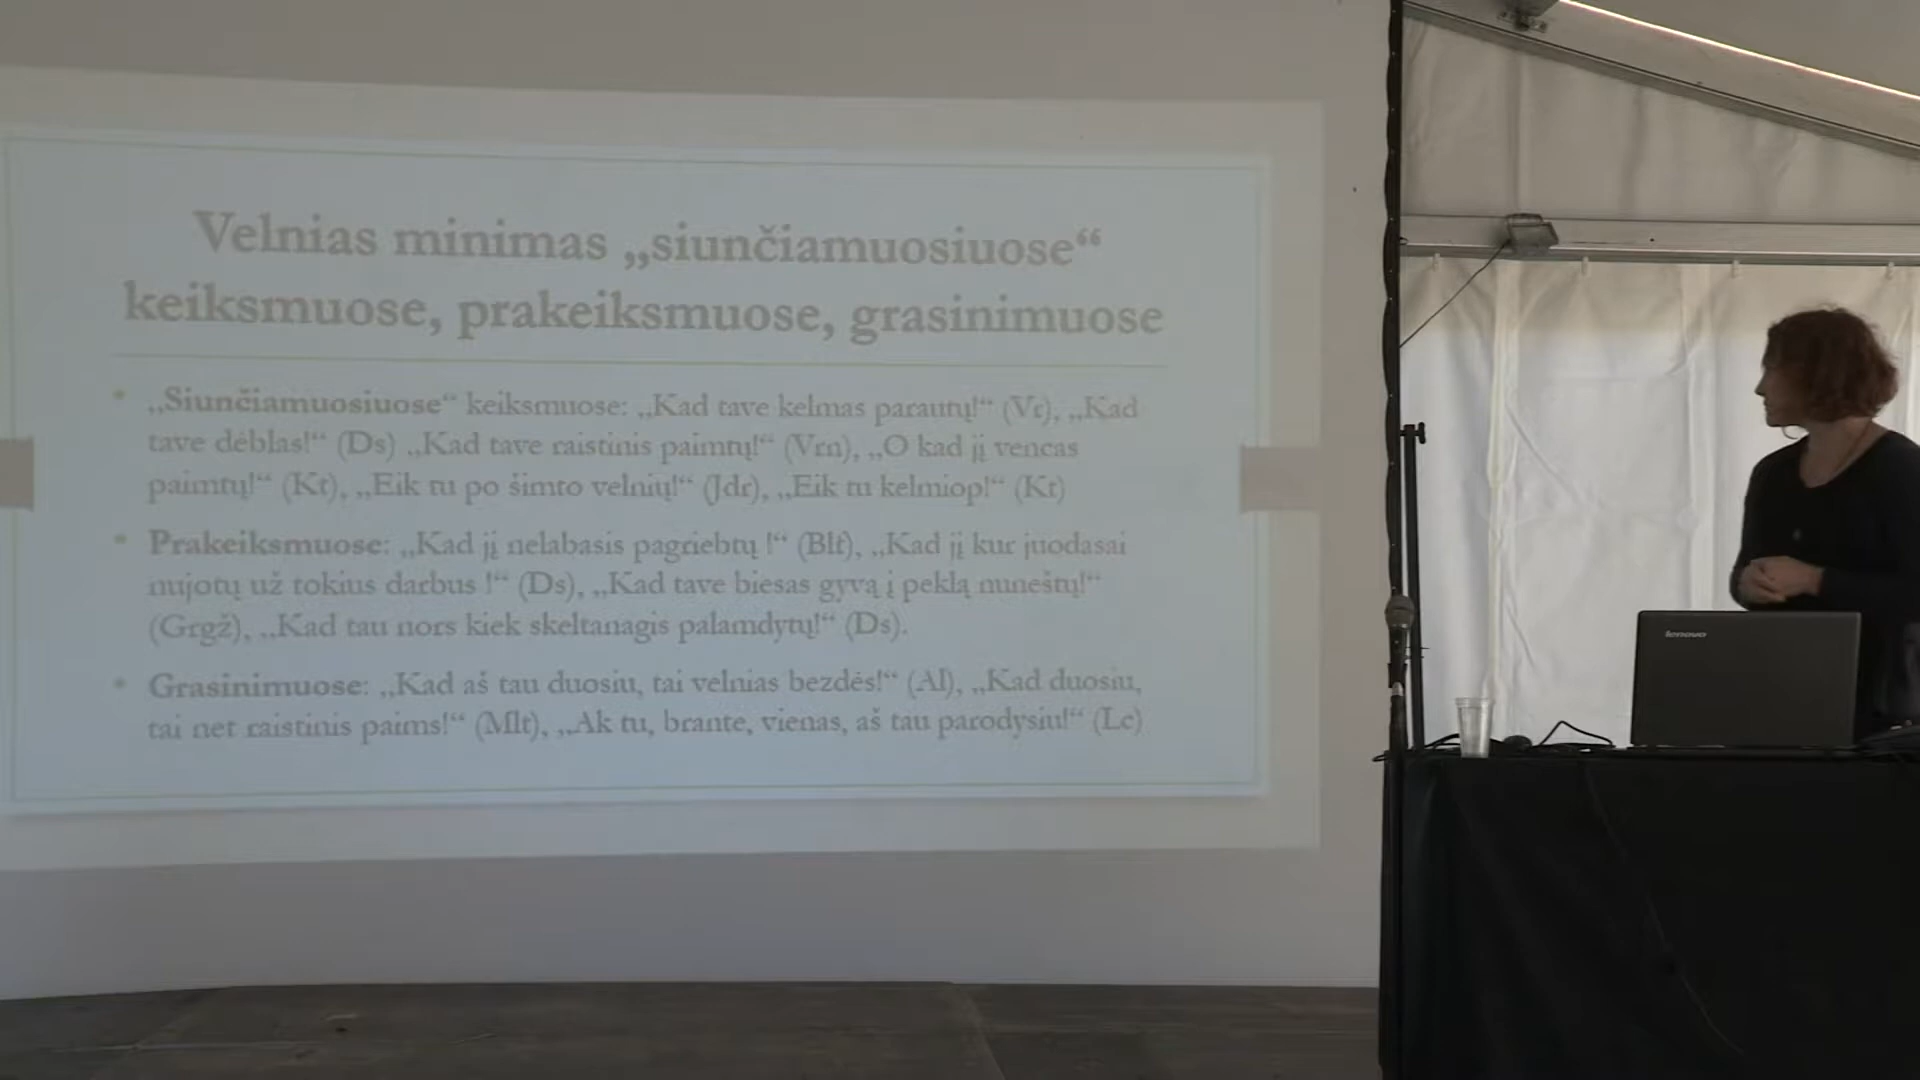 Velnias minimas „siunčiamuosiuose“
keiksmuose, prakeiksmuose, grasinimuose
• „Siunčiamuosiuose“ keiksmuose: „Kad tave kelmas parautų!“ (Vr), „Kad
tave dėblas!“ (Ds) „Kad tave raistinis paimtų!“ (Vrn), „O kad jį vencas
paimtų!“ (Kt), „Eik tu po šimto velnių!“ (Jdr), „Eik tu kelmiop!“ (Kt)
• Prakeiksmuose: „Kad jį nelabasis pagriebtų !“ (Blt), „Kad jį kur juodasai
nujotų už tokius darbus !“ (Ds), „Kad tave biesas gyvą į peklą nuneštų!“
(Grgž), „Kad tau nors kiek skeltanagis palamdytų!“ (Ds).
• Grasinimuose: „Kad aš tau duosiu, tai velnias bezdės!“ (Al), „Kad duosiu,
tai net raistinis paims!“ (Mlt), „Ak tu, brante, vienas, aš tau parodysiu!“ (Lc)
lenovo